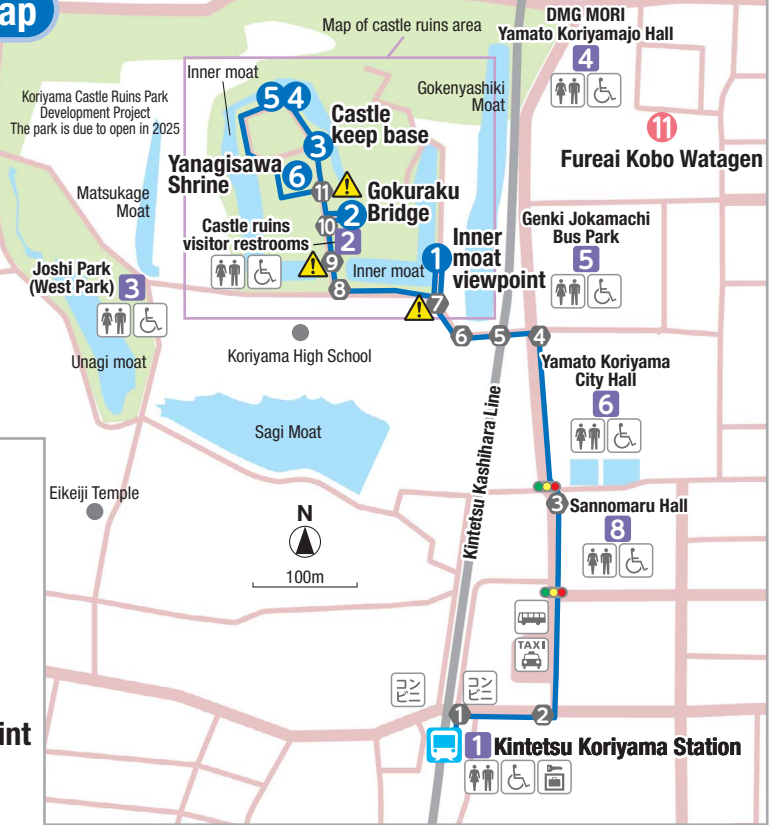 ap
Map of castle ruins area
DMG MORI
Yamato Koriyamajo Hall
4
Inner moat
Gokenyashiki
Moat
Koriyama Castle Ruins Park
Development Project
The park is due to open in 2025
5 4
Castle
keep base
3
11
Fureai Kobo Watagen
Yanagisawa
Shrine
6
11
Matsukage
Moat
Gokuraku
Bridge
2
10
Castle ruins
visitor restrooms
2
Genki Jokamachi
Bus Park
5
1
Inner
moat
viewpoint
Joshi Park
(West Park)
3
9
Inner moat
8
7
6
5
4
Koriyama High School
Unagi moat
Yamato Koriyama
City Hall
6
Kintetsu Kashihara Line
Sagi Moat
Eikeiji Temple
3
Sannomaru Hall
8
N
100m
TAXI
コン
ビニ
コン
ビニ
1
2
int
1
Kintetsu Koriyama Station